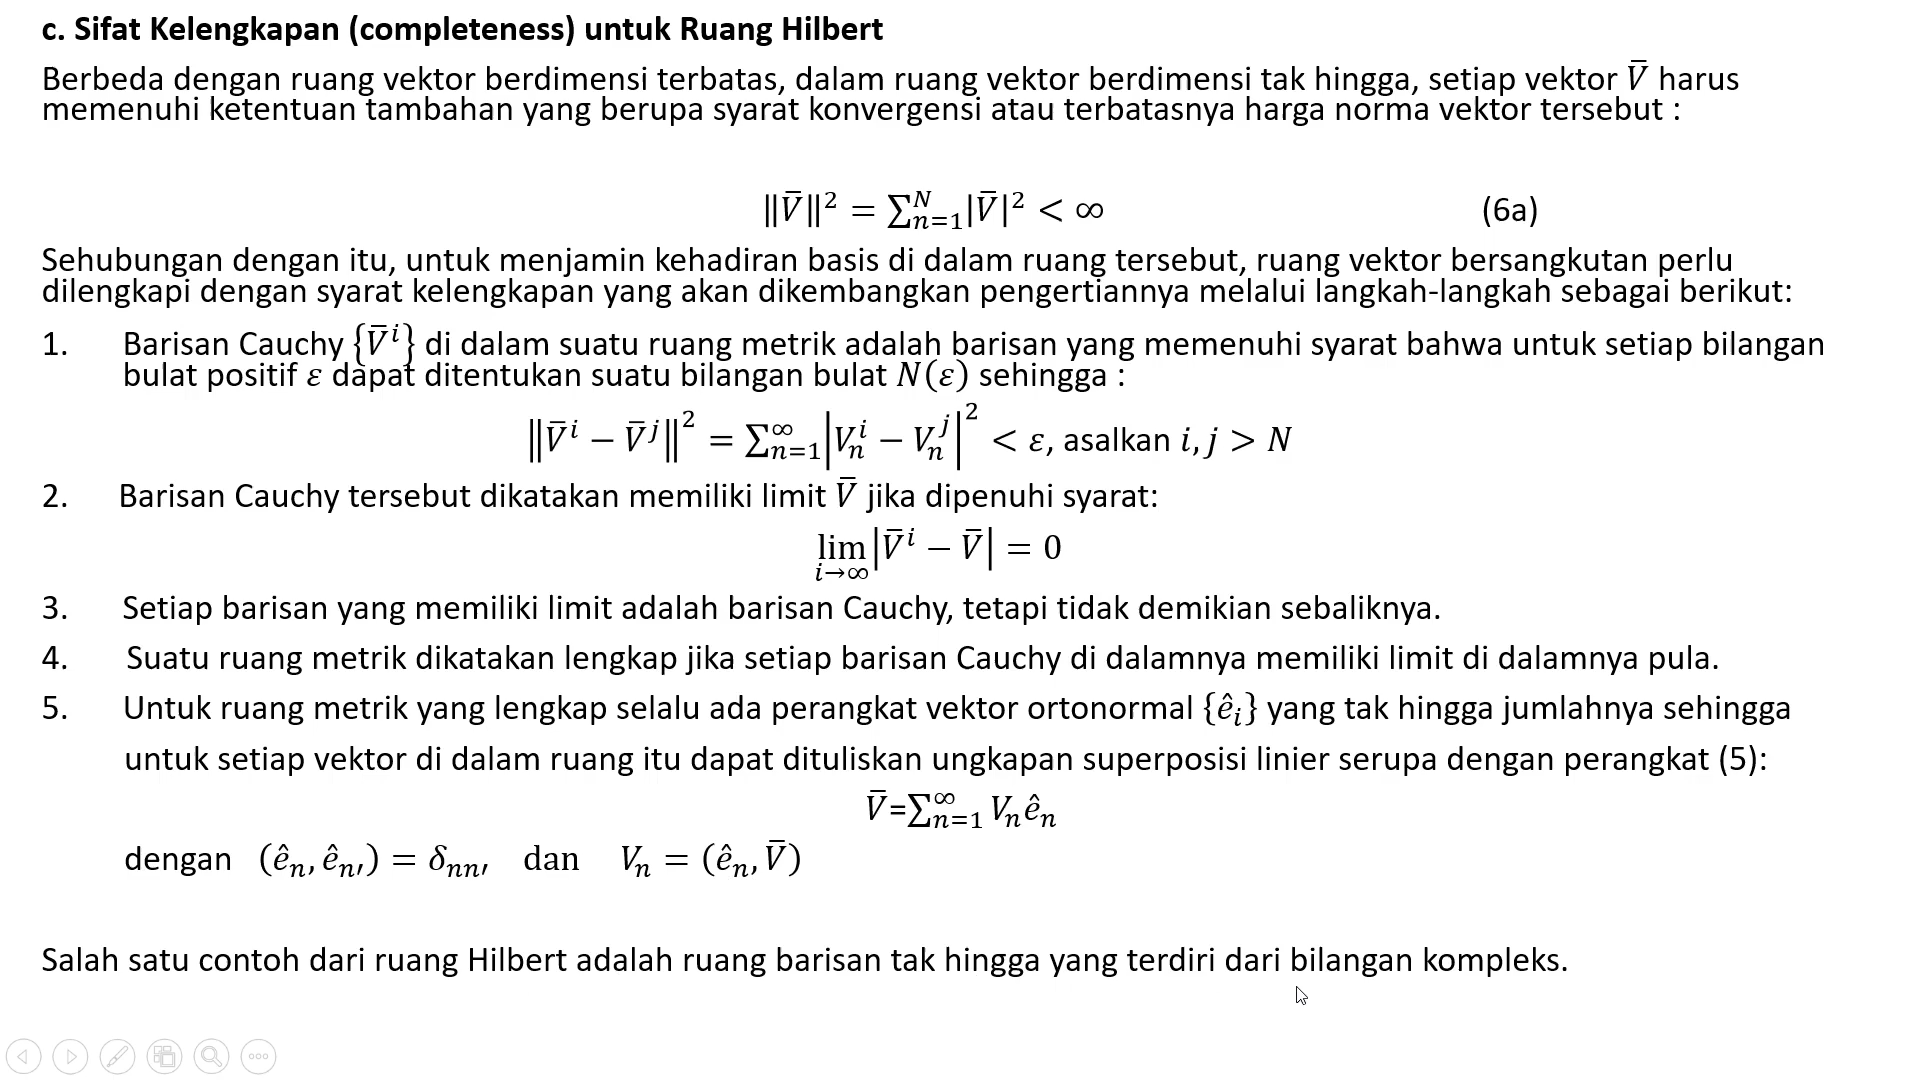 c. Sifat Kelengkapan (completeness) untuk Ruang Hilbert
Berbeda dengan ruang vektor berdimensi terbatas, dalam ruang vektor berdimensi tak hingga, setiap vektor V̅ harus
memenuhi ketentuan tambahan yang berupa syarat konvergensi atau terbatasnya harga norma vektor tersebut :
‖V̅‖² = ∑ₙ₌₁ᴺ|V̅|² < ∞ (6a)
Sehubungan dengan itu, untuk menjamin kehadiran basis di dalam ruang tersebut, ruang vektor bersangkutan perlu
dilengkapi dengan syarat kelengkapan yang akan dikembangkan pengertiannya melalui langkah-langkah sebagai berikut:
1. Barisan Cauchy {V̅ⁱ} di dalam suatu ruang metrik adalah barisan yang memenuhi syarat bahwa untuk setiap bilangan
bulat positif ε dapat ditentukan suatu bilangan bulat N(ε) sehingga :
‖V̅ⁱ − V̅ʲ‖² = ∑ₙ₌₁^∞|Vₙⁱ − Vₙʲ|² < ε, asalkan i, j > N
2. Barisan Cauchy tersebut dikatakan memiliki limit V̅ jika dipenuhi syarat:
lim i→∞ |V̅ⁱ − V̅| = 0
3. Setiap barisan yang memiliki limit adalah barisan Cauchy, tetapi tidak demikian sebaliknya.
4. Suatu ruang metrik dikatakan lengkap jika setiap barisan Cauchy di dalamnya memiliki limit di dalamnya pula.
5. Untuk ruang metrik yang lengkap selalu ada perangkat vektor ortonormal {êᵢ} yang tak hingga jumlahnya sehingga
untuk setiap vektor di dalam ruang itu dapat dituliskan ungkapan superposisi linier serupa dengan perangkat (5):
V̅=∑ₙ₌₁^∞ Vₙêₙ
dengan (êₙ, êₙ′) = δₙₙ′ dan Vₙ = (êₙ, V̅)
Salah satu contoh dari ruang Hilbert adalah ruang barisan tak hingga yang terdiri dari bilangan kompleks.